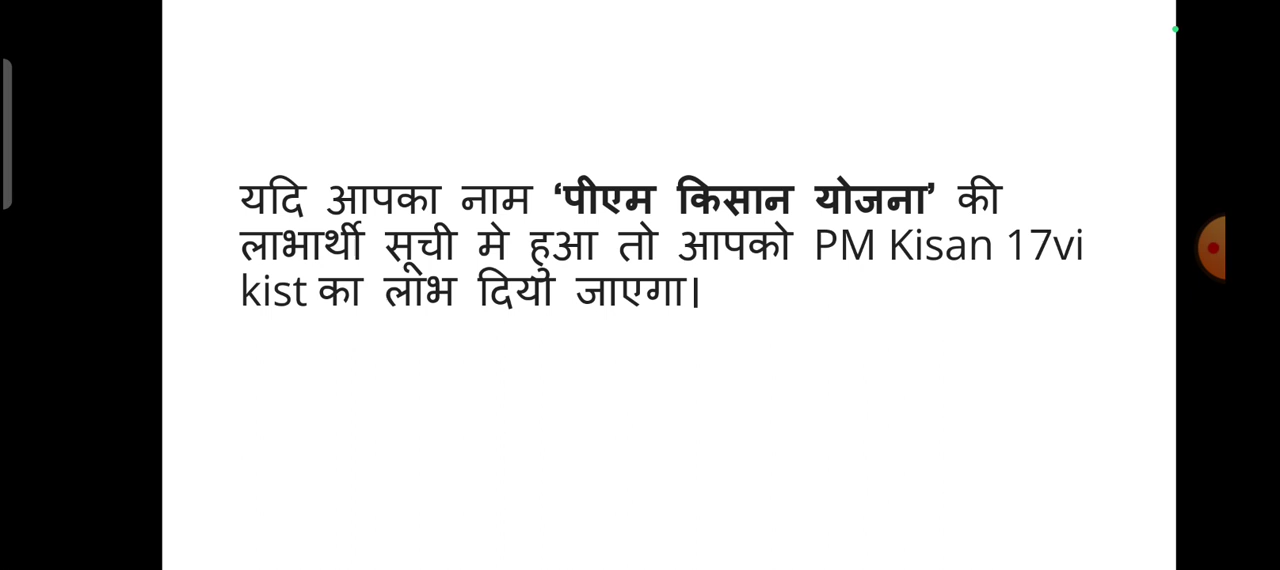 यदि आपका नाम ‘पीएम किसान योजना’ की
लाभार्थी सूची मे हुआ तो आपको PM Kisan 17vi
kist का लाभ दिया जाएगा।